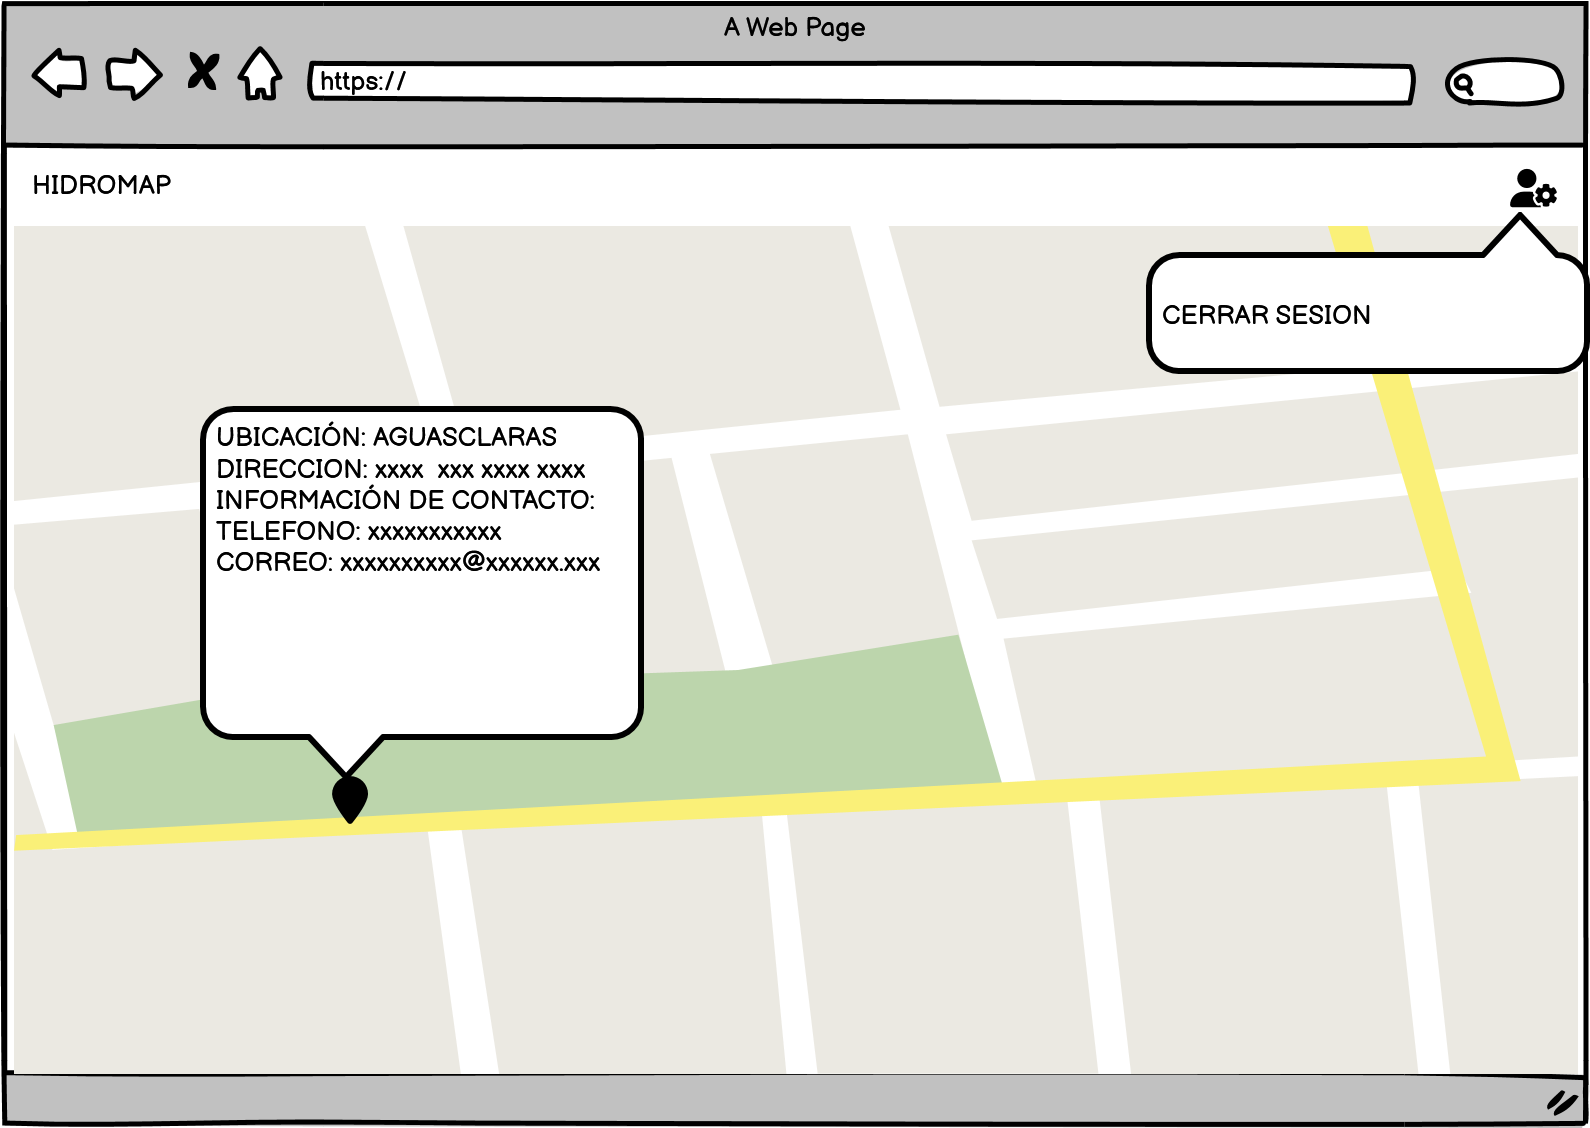 A Web Page
https://
HIDROMAP
CERRAR SESION
UBICACIÓN: AGUASCLARAS
DIRECCION: xxxx  xxx xxxx xxxx
INFORMACIÓN DE CONTACTO:
TELEFONO: xxxxxxxxxxx
CORREO: xxxxxxxxxx@xxxxxx.xxx